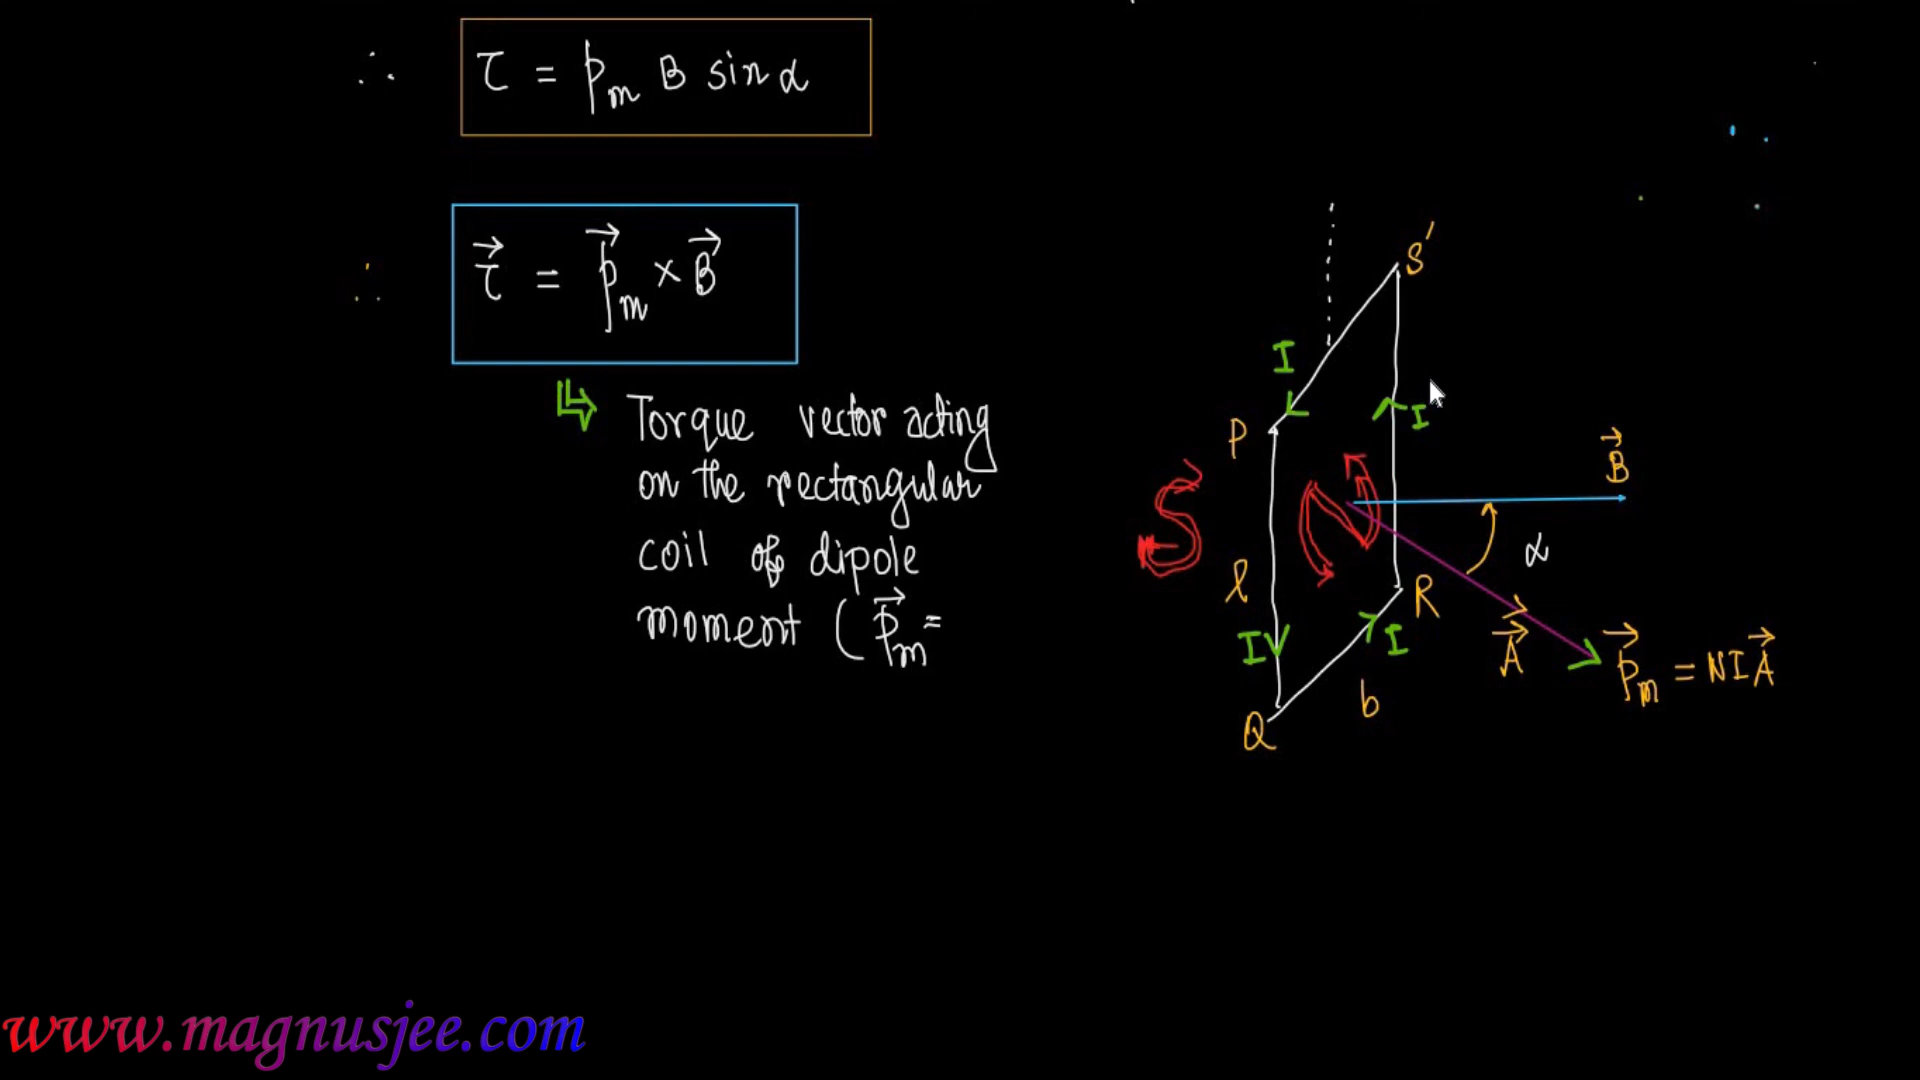 ∴ τ = pₘ B sin α
∴ τ⃗ = p⃗ₘ × B⃗
Torque vector acting
on the rectangular
coil of dipole
moment (p⃗ₘ =
S'
I
I
P
B⃗
S
N
α
l
R
I
I
A⃗
p⃗ₘ = NIA⃗
b
Q
www.magnusjee.com